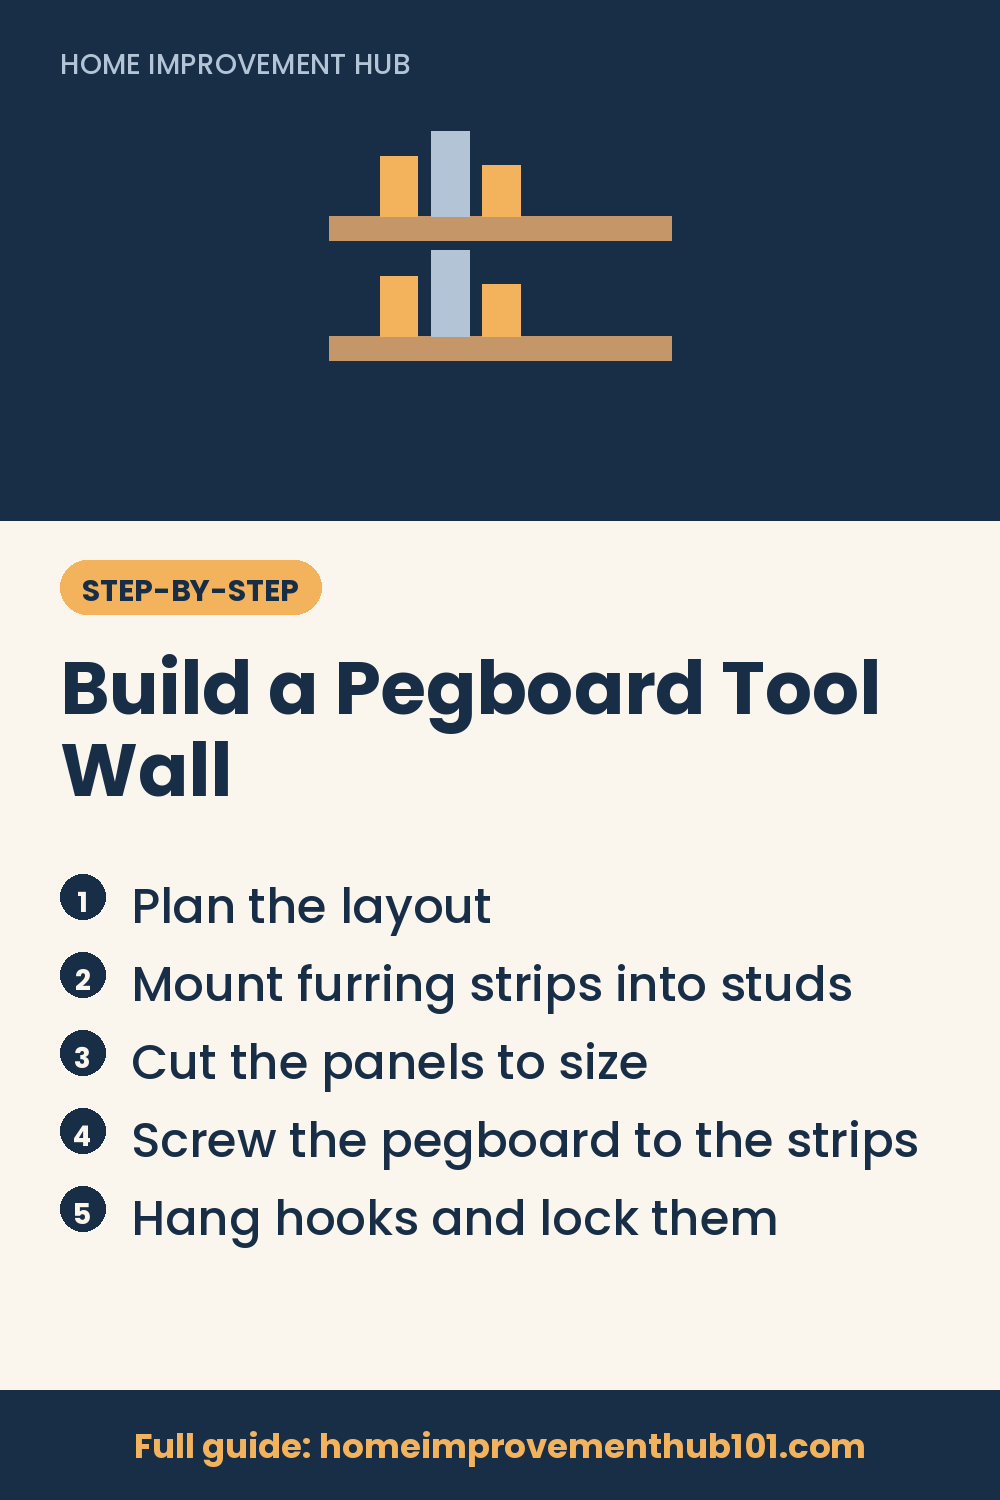 HOME IMPROVEMENT HUB
STEP-BY-STEP
Build a Pegboard Tool
Wall
1 Plan the layout
2 Mount furring strips into studs
3 Cut the panels to size
4 Screw the pegboard to the strips
5 Hang hooks and lock them
Full guide: homeimprovementhub101.com